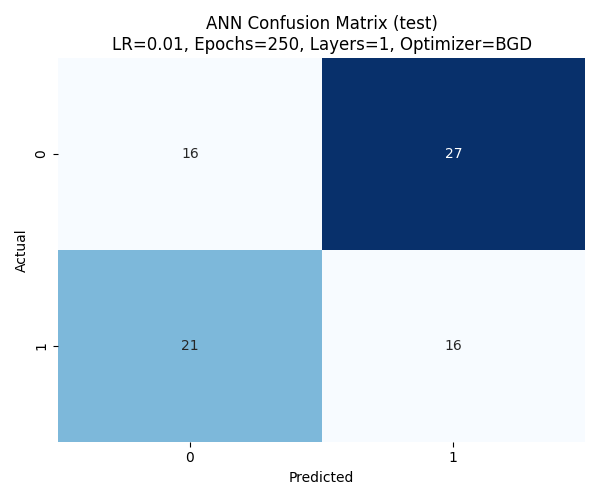 ANN Confusion Matrix (test)
LR=0.01, Epochs=250, Layers=1, Optimizer=BGD
Actual
0
16
27
1
21
16
0
1
Predicted